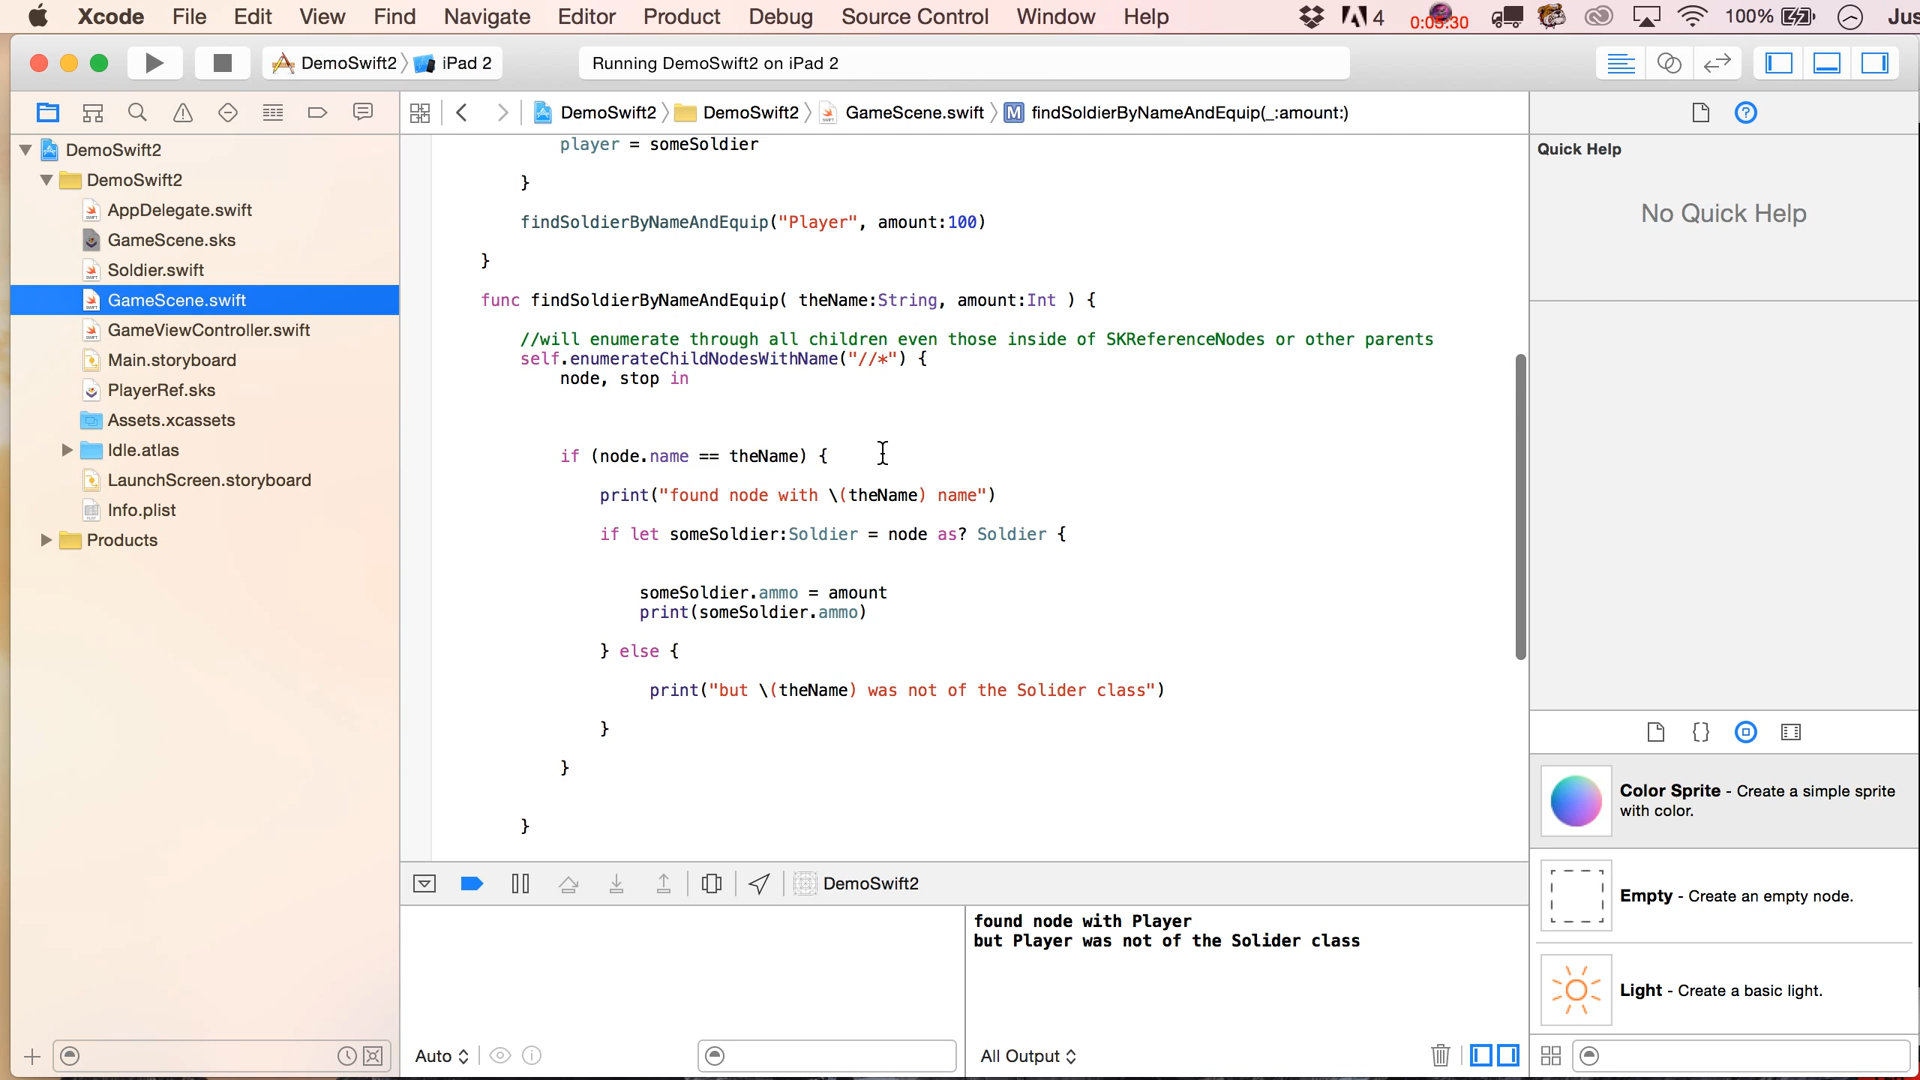 Xcode File Edit View Find Navigate Editor Product Debug Source Control Window Help 4 0:05:30 100% Jus
DemoSwift2 iPad 2 Running DemoSwift2 on iPad 2
DemoSwift2 DemoSwift2 GameScene.swift M findSoldierByNameAndEquip(_:amount:)
DemoSwift2
DemoSwift2
AppDelegate.swift
GameScene.sks
Soldier.swift
GameScene.swift
GameViewController.swift
Main.storyboard
PlayerRef.sks
Assets.xcassets
Idle.atlas
LaunchScreen.storyboard
Info.plist
Products
player = someSoldier
}
findSoldierByNameAndEquip("Player", amount:100)
}
func findSoldierByNameAndEquip( theName:String, amount:Int ) {
//will enumerate through all children even those inside of SKReferenceNodes or other parents
self.enumerateChildNodesWithName("//*") {
node, stop in
if (node.name == theName) {
print("found node with \(theName) name")
if let someSoldier:Soldier = node as? Soldier {
someSoldier.ammo = amount
print(someSoldier.ammo)
} else {
print("but \(theName) was not of the Solider class")
}
}
}
Quick Help
No Quick Help
{}
Color Sprite - Create a simple sprite
with color.
Empty - Create an empty node.
Light - Create a basic light.
DemoSwift2
found node with Player
but Player was not of the Solider class
Auto
All Output